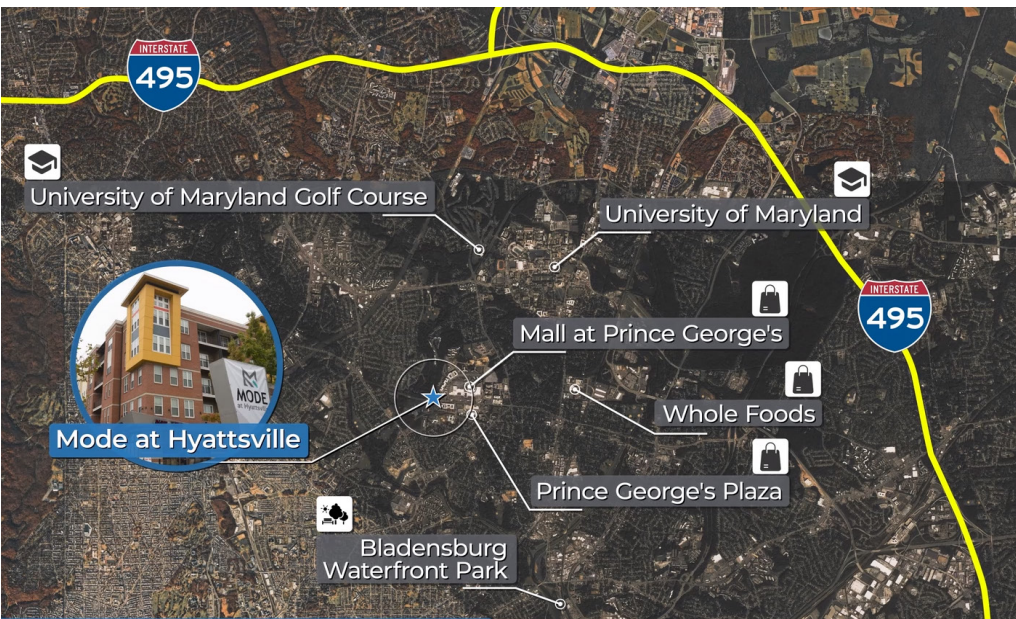 INTERSTATE
495
University of Maryland Golf Course
University of Maryland
INTERSTATE
495
Mall at Prince George's
MODE
at Hyattsville
Whole Foods
Mode at Hyattsville
Prince George's Plaza
Bladensburg
Waterfront Park